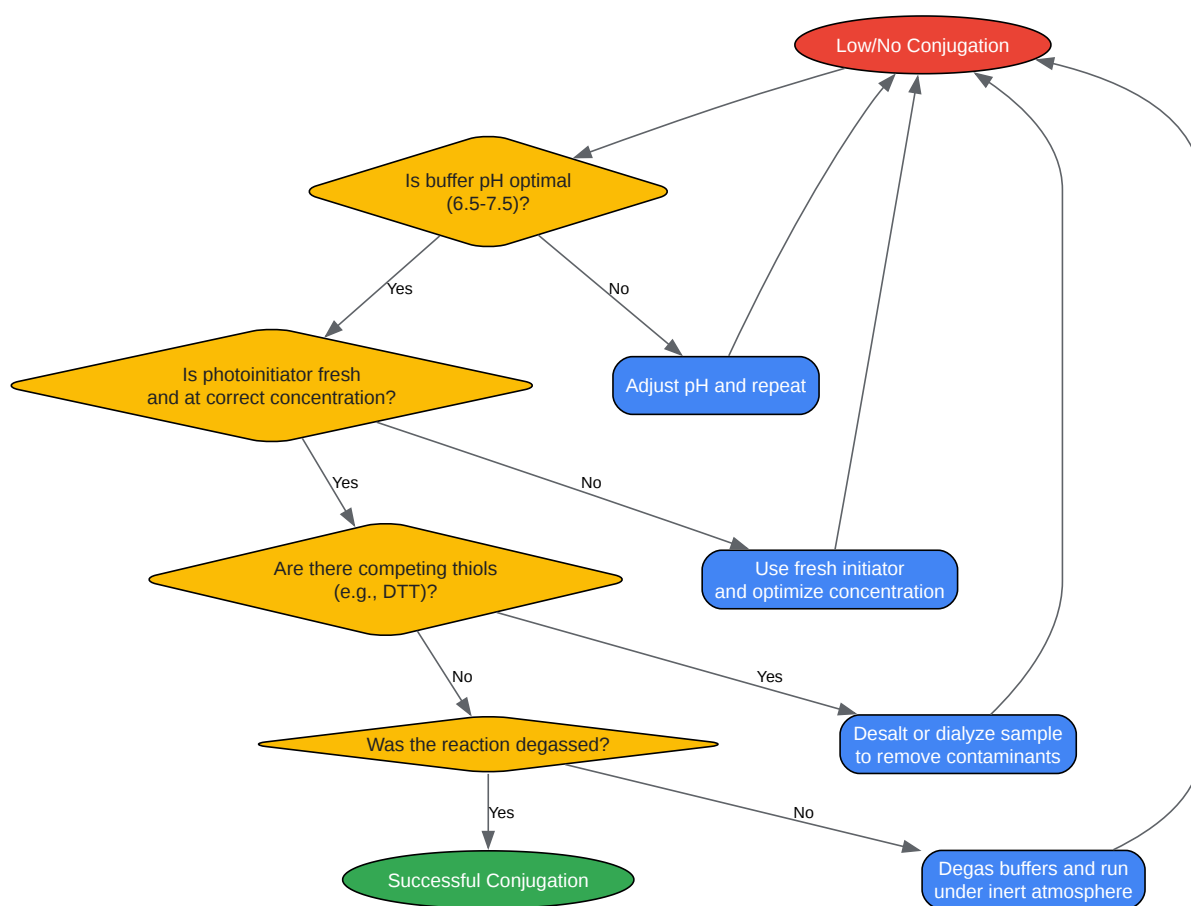 Low/No Conjugation
Is buffer pH optimal
(6.5-7.5)?
Yes
No
Is photoinitiator fresh
and at correct concentration?
Adjust pH and repeat
Yes
No
Are there competing thiols
(e.g., DTT)?
Use fresh initiator
and optimize concentration
No
Yes
Was the reaction degassed?
Desalt or dialyze sample
to remove contaminants
Yes
No
Successful Conjugation
Degas buffers and run
under inert atmosphere